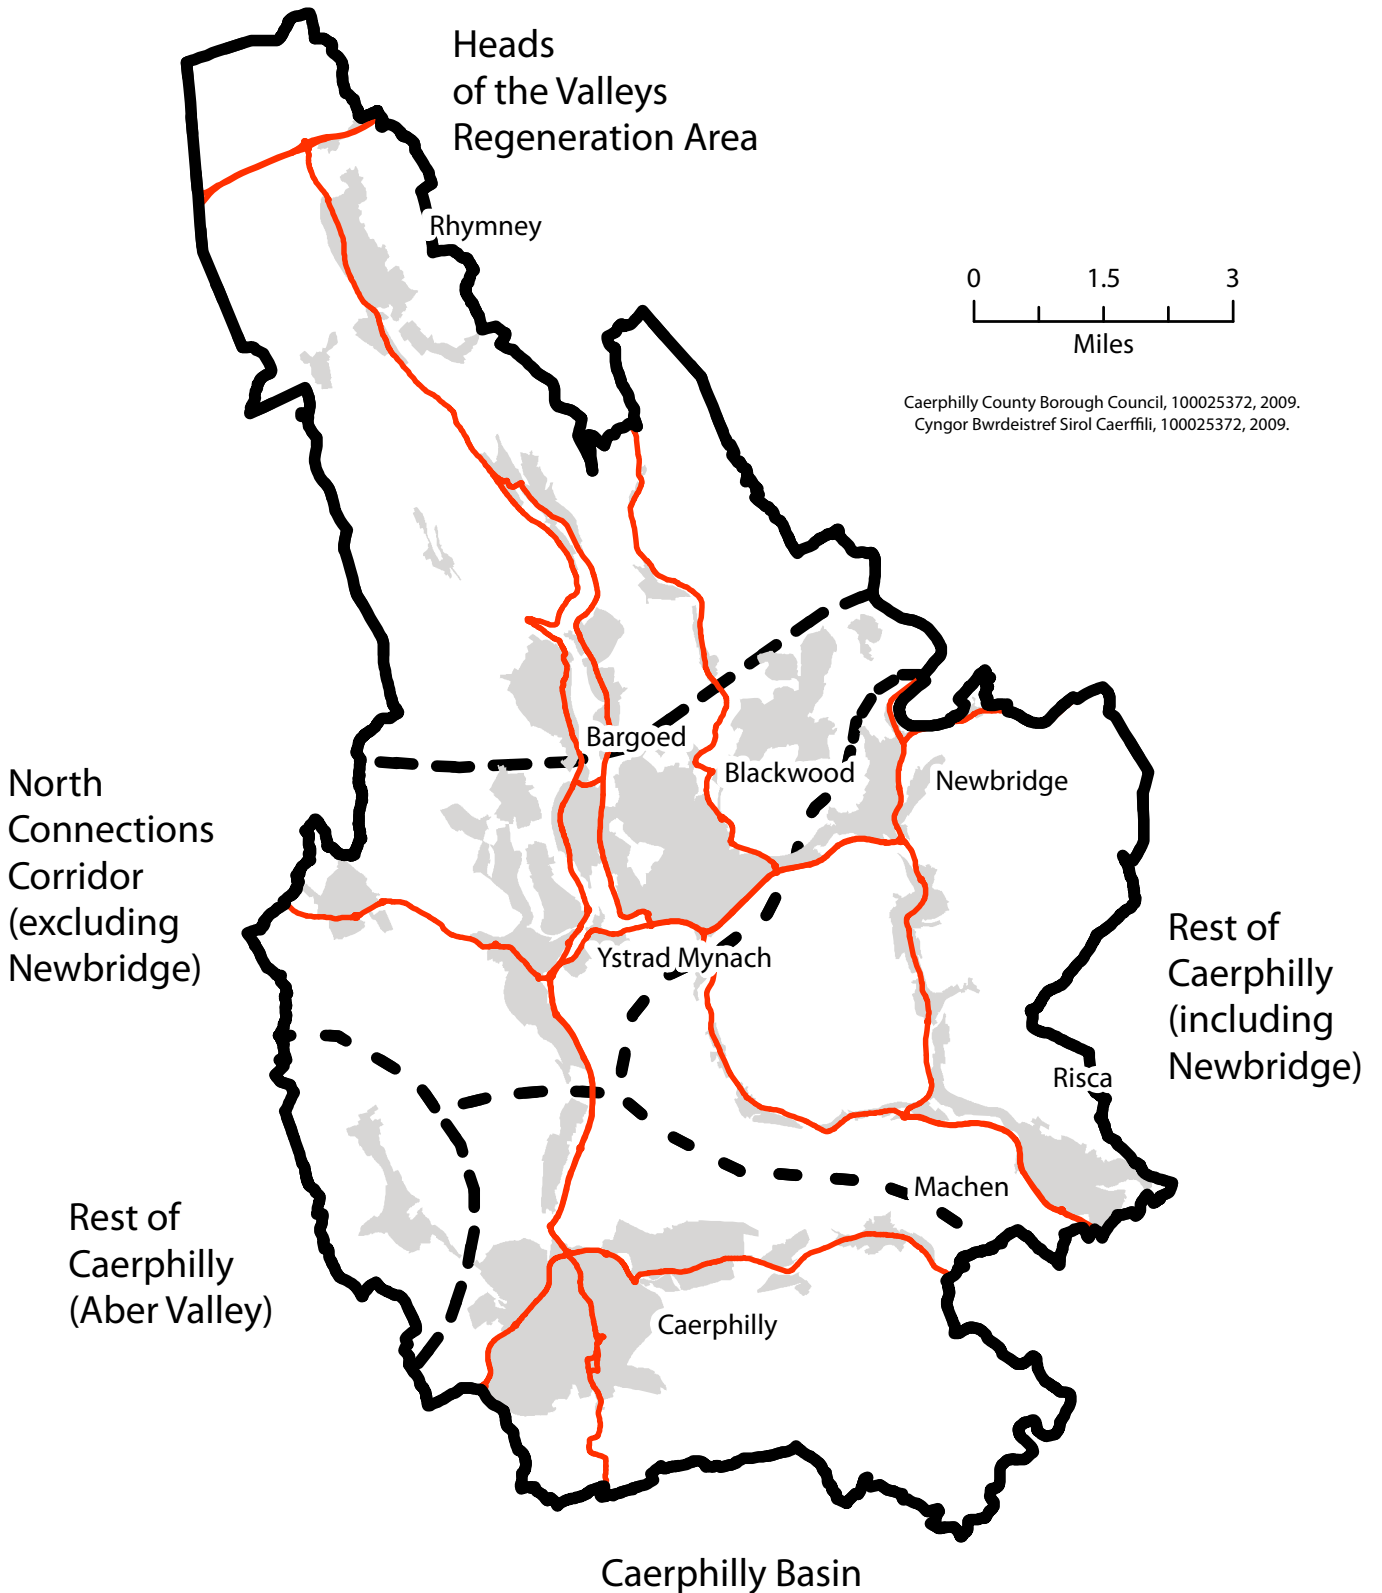 Heads
of the Valleys
Regeneration Area
Rhymney
0 1.5 3
Miles
Caerphilly County Borough Council, 100025372, 2009.
Cyngor Bwrdeistref Sirol Caerffili, 100025372, 2009.
Bargoed
Blackwood
Newbridge
North
Connections
Corridor
(excluding
Newbridge)
Ystrad Mynach
Rest of
Caerphilly
(including
Newbridge)
Risca
Machen
Rest of
Caerphilly
(Aber Valley)
Caerphilly
Caerphilly Basin